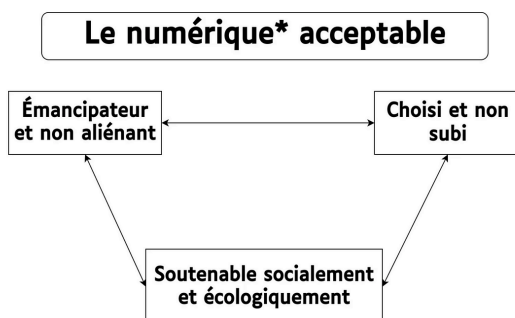 Le numérique* acceptable
Émancipateur
et non aliénant
Choisi et non
subi
Soutenable socialement
et écologiquement